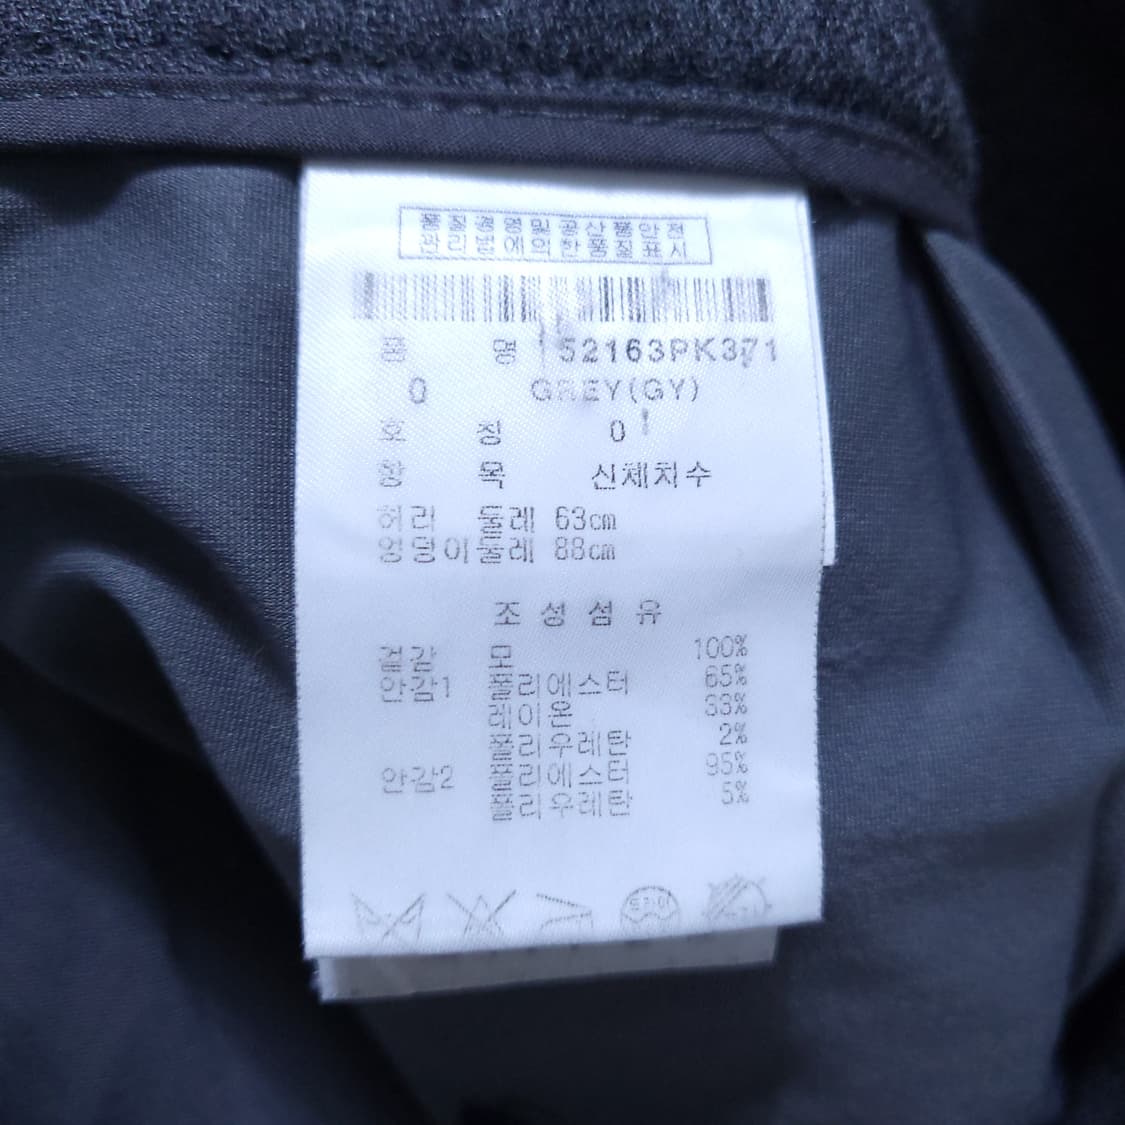 품질경영및공산품안전
관리법에의한품질표시
품 명 152163PK371
0 GREY(GY)
호 칭 0
항 목 신체치수
허리 둘레 63cm
엉덩이둘레 88cm
조성섬유
겉감 모 100%
안감1 폴리에스터 65%
레이온 33%
폴리우레탄 2%
안감2 폴리에스터 95%
폴리우레탄 5%
드라이